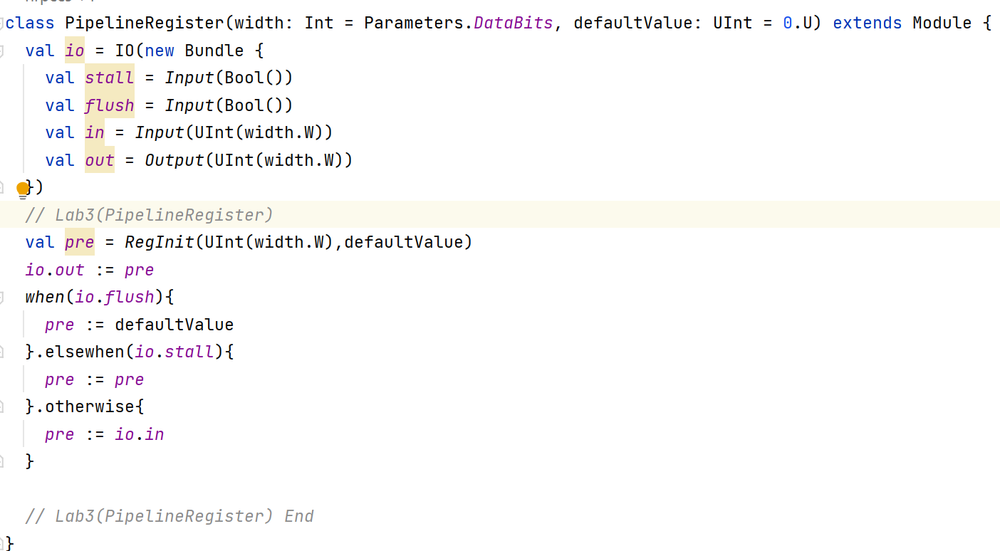 class PipelineRegister(width: Int = Parameters.DataBits, defaultValue: UInt = 0.U) extends Module {
  val io = IO(new Bundle {
    val stall = Input(Bool())
    val flush = Input(Bool())
    val in = Input(UInt(width.W))
    val out = Output(UInt(width.W))
  })
  // Lab3(PipelineRegister)
  val pre = RegInit(UInt(width.W),defaultValue)
  io.out := pre
  when(io.flush){
    pre := defaultValue
  }.elsewhen(io.stall){
    pre := pre
  }.otherwise{
    pre := io.in
  }
  // Lab3(PipelineRegister) End
}